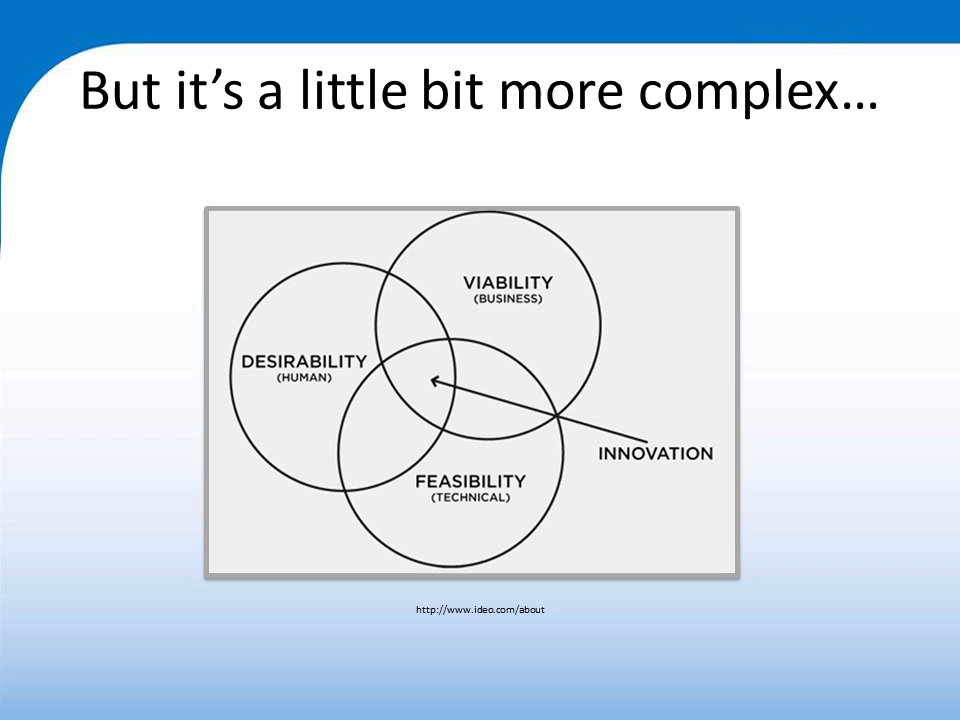 But it’s a little bit more complex…
VIABILITY
(BUSINESS)
DESIRABILITY
(HUMAN)
INNOVATION
FEASIBILITY
(TECHNICAL)
http://www.ideo.com/about